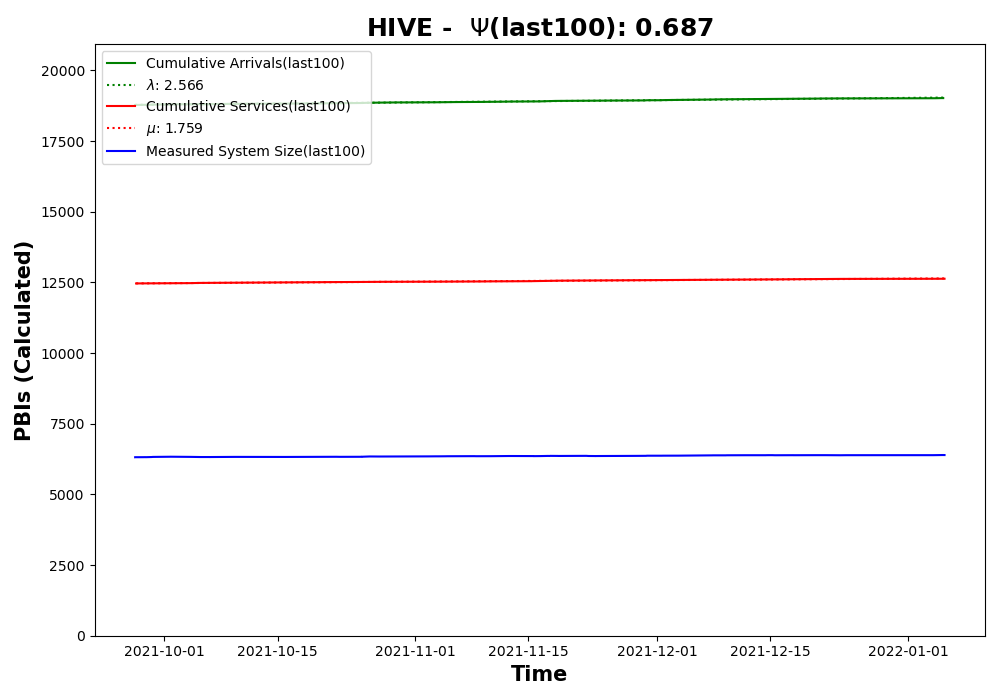 HIVE - Ψ(last100): 0.687
Cumulative Arrivals(last100)
λ: 2.566
Cumulative Services(last100)
μ: 1.759
Measured System Size(last100)
20000
17500
15000
12500
10000
7500
5000
2500
0
PBIs (Calculated)
2021-10-01 2021-10-15 2021-11-01 2021-11-15 2021-12-01 2021-12-15 2022-01-01
Time